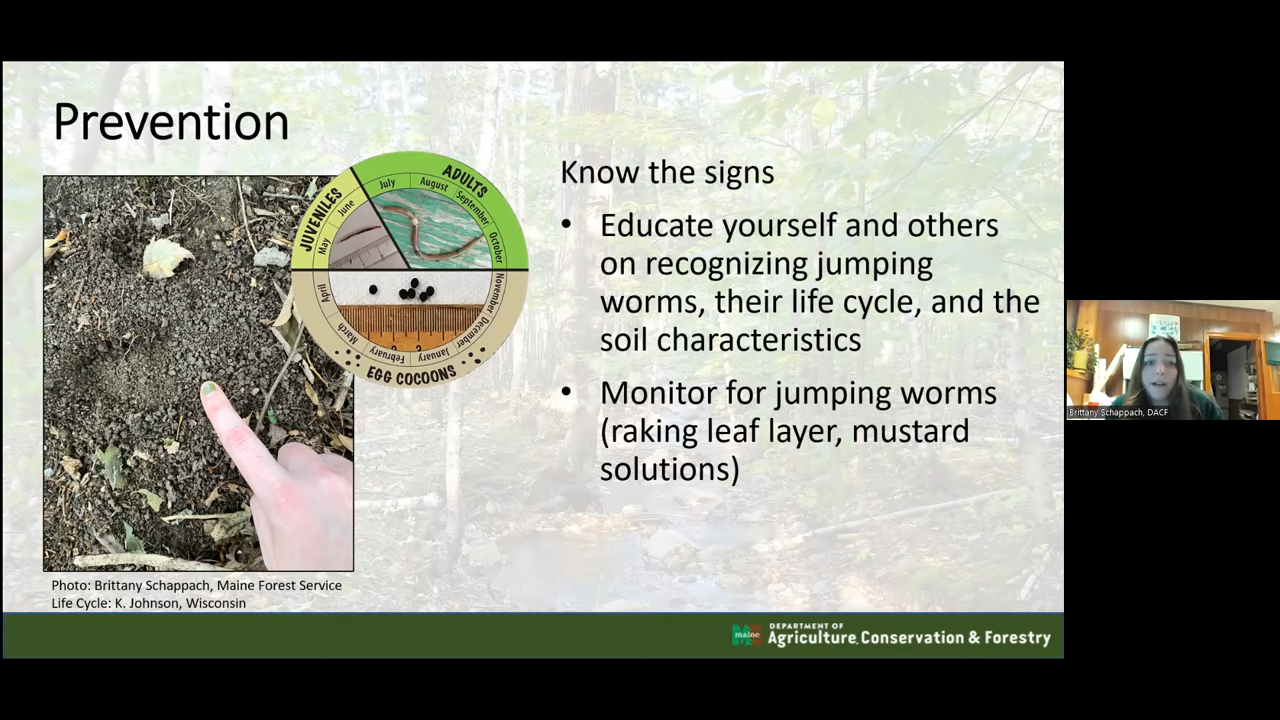 Prevention
JUVENILES
May
June
ADULTS
July
August
September
October
November
December
January
February
March
April
EGG COCOONS
Know the signs
• Educate yourself and others
on recognizing jumping
worms, their life cycle, and the
soil characteristics
• Monitor for jumping worms
(raking leaf layer, mustard
solutions)
Photo: Brittany Schappach, Maine Forest Service
Life Cycle: K. Johnson, Wisconsin
maine
DEPARTMENT OF
Agriculture, Conservation & Forestry
Brittany Schappach, DACF